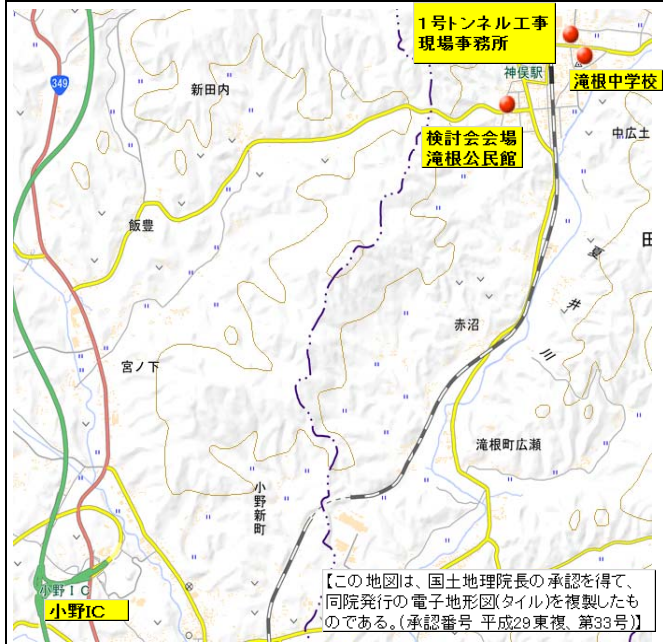 1号トンネル工事
現場事務所
349
新田内
神俣駅
滝根中学校
中広土
検討会会場
滝根公民館
飯豊
田
夏井川
赤沼
宮ノ下
滝根町広瀬
小野新町
【この地図は、国土地理院長の承認を得て、
同院発行の電子地形図(タイル)を複製したも
のである。(承認番号 平成29東複、第33号)】
小野IC
小野IC